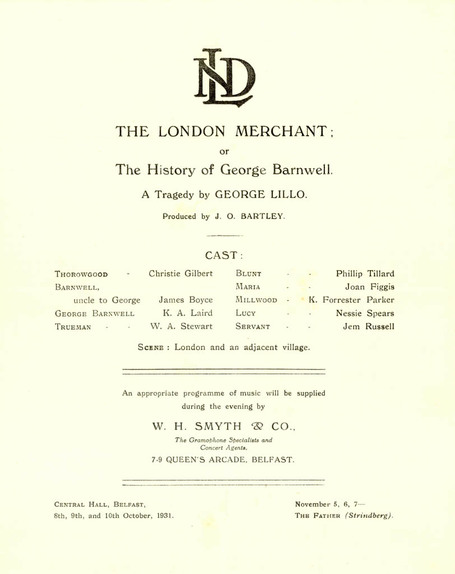 NLD
THE LONDON MERCHANT;
or
The History of George Barnwell.
A Tragedy by GEORGE LILLO.
Produced by J. O. BARTLEY.
CAST:
THOROWGOOD - Christie Gilbert
BARNWELL,
uncle to George James Boyce
GEORGE BARNWELL K. A. Laird
TRUEMAN - - W. A. Stewart
BLUNT - - Phillip Tillard
MARIA - - Joan Figgis
MILLWOOD - K. Forrester Parker
LUCY - - Nessie Spears
SERVANT - - Jem Russell
SCENE: London and an adjacent village.
An appropriate programme of music will be supplied
during the evening by
W. H. SMYTH & CO.,
The Gramophone Specialists and
Concert Agents,
7-9 QUEEN'S ARCADE, BELFAST.
CENTRAL HALL, BELFAST,
8th, 9th, and 10th October, 1931.
November 5, 6, 7—
THE FATHER (Strindberg).